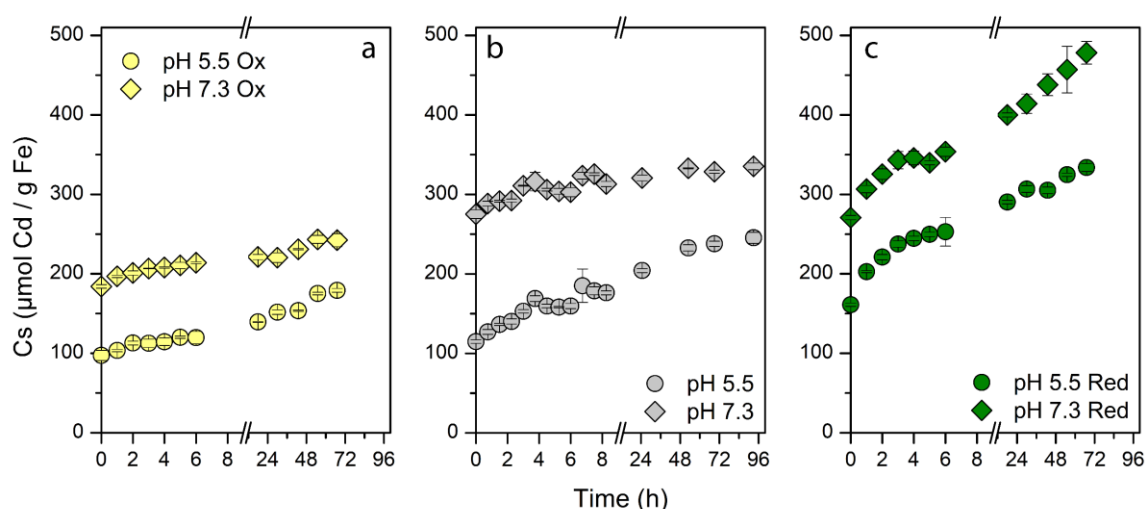 500
400
300
200
100
0
a
pH 5.5 Ox
pH 7.3 Ox
0 2 4 6 8 24 48 72 96
500
400
300
200
100
0
b
pH 5.5
pH 7.3
0 2 4 6 8 24 48 72 96
500
400
300
200
100
0
c
pH 5.5 Red
pH 7.3 Red
0 2 4 6 8 24 48 72 96
Cs (µmol Cd / g Fe)
Time (h)